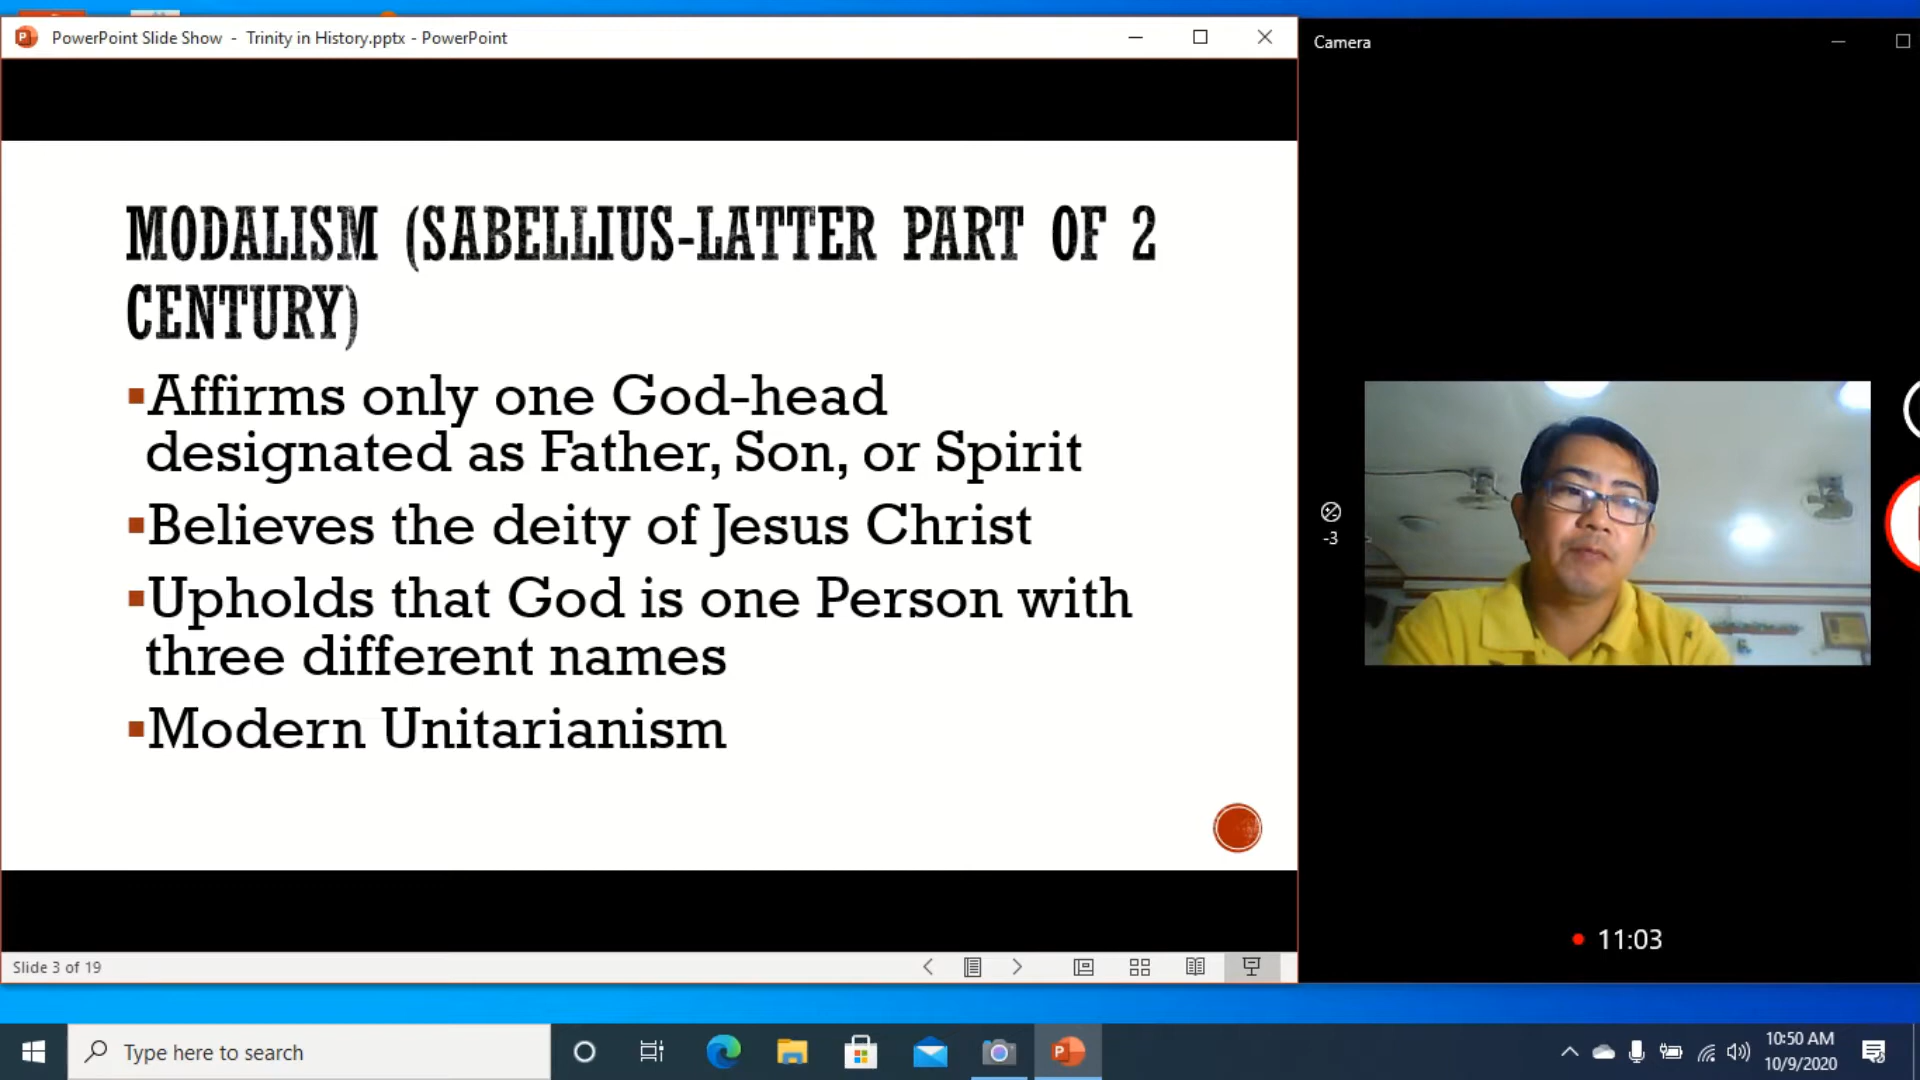 PowerPoint Slide Show - Trinity in History.pptx - PowerPoint
Camera
MODALISM (SABELLIUS-LATTER PART OF 2
CENTURY)
▪Affirms only one God-head
designated as Father, Son, or Spirit
▪Believes the deity of Jesus Christ
▪Upholds that God is one Person with
three different names
▪Modern Unitarianism
-3
11:03
Slide 3 of 19
Type here to search
10:50 AM
10/9/2020